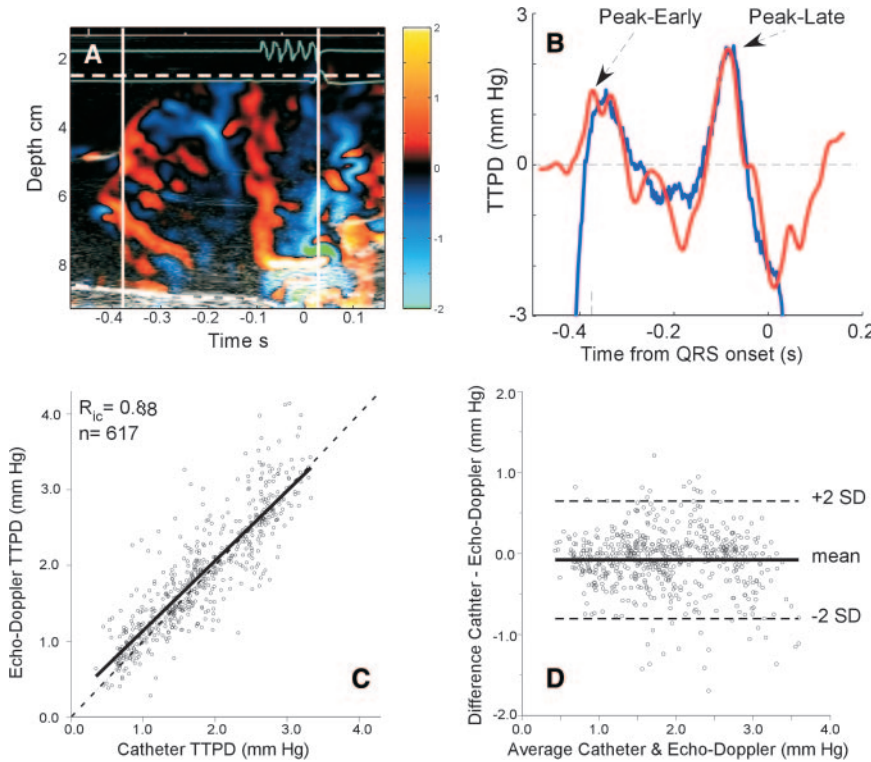 A
2
4
6
8
Depth cm
-0.4
-0.3
-0.2
-0.1
0
0.1
Time s
2
1
0
-1
-2
B
Peak-Early
Peak-Late
3
0
-3
TTPD (mm Hg)
-0.4
-0.2
0
0.2
Time from QRS onset (s)
Ric= 0.88
n= 617
4.0
3.0
2.0
1.0
0.0
Echo-Doppler TTPD (mm Hg)
0.0
1.0
2.0
3.0
4.0
Catheter TTPD (mm Hg)
C
2.0
1.0
0.0
-1.0
-2.0
Difference Cathter - Echo-Doppler (mm Hg)
+2 SD
mean
-2 SD
D
0.0
1.0
2.0
3.0
4.0
Average Catheter & Echo-Doppler (mm Hg)